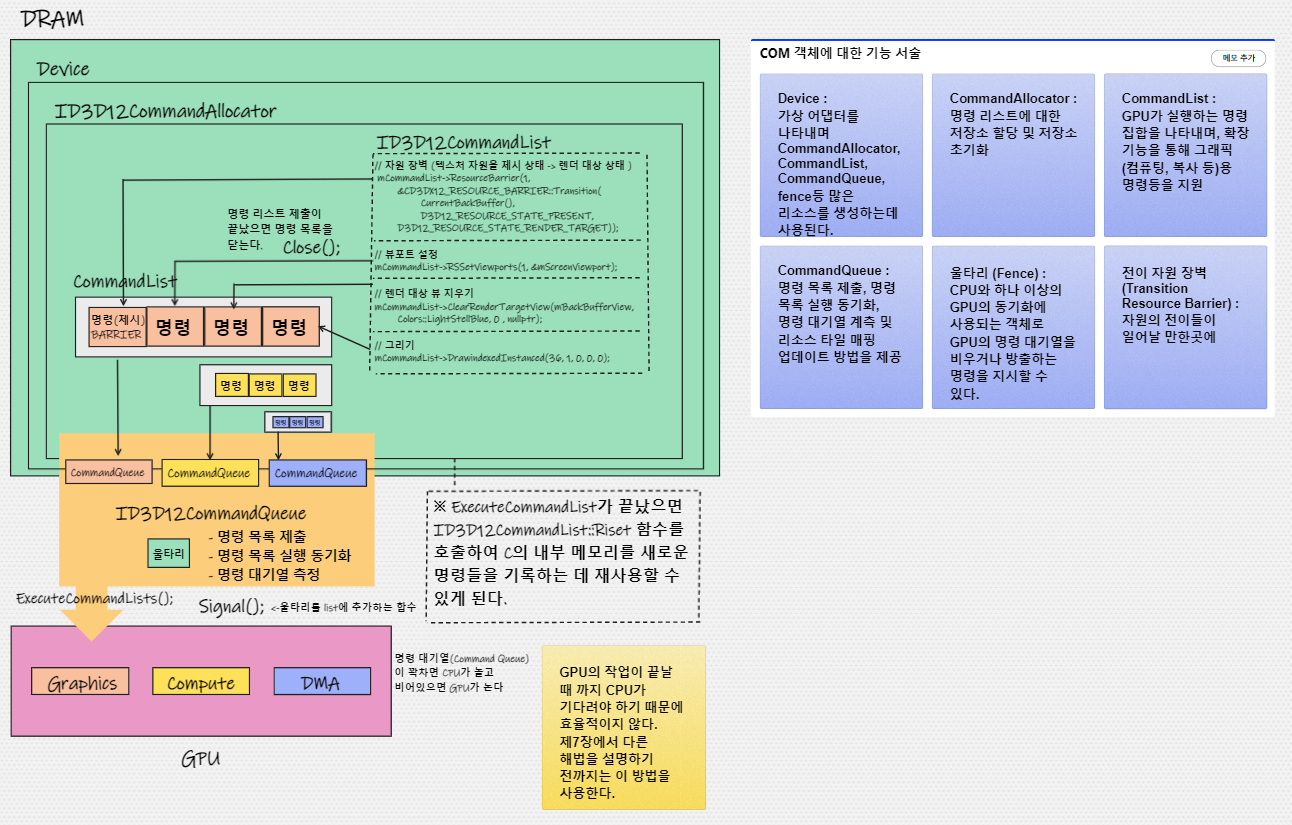 DRAM
Device
ID3D12CommandAllocator
ID3D12CommandList
// 자원 장벽 (텍스처 자원을 제시 상태 -> 렌더 대상 상태 )
mCommandList->ResourceBarrier(1,
&CD3DX12_RESOURCE_BARRIER::Transition(
CurrentBackBuffer(),
D3D12_RESOURCE_STATE_PRESENT,
D3D12_RESOURCE_STATE_RENDER_TARGET));
명령 리스트 제출이
끝났으면 명령 목록을
닫는다.
Close();
// 뷰포트 설정
mCommandList->RSSetViewports(1, &mScreenViewport);
CommandList
// 렌더 대상 뷰 지우기
mCommandList->ClearRenderTargetView(mBackBufferView,
Colors::LightStellBlue, 0 , nullptr);
명령(제시)
BARRIER
명령
명령
명령
// 그리기
mCommandList->DrawindexedInstanced(36, 1, 0, 0, 0);
명령
명령
명령
명령
명령
명령
CommandQueue
CommandQueue
CommandQueue
ID3D12CommandQueue
울타리
- 명령 목록 제출
- 명령 목록 실행 동기화
- 명령 대기열 측정
※ ExecuteCommandList가 끝났으면
ID3D12CommandList::Riset 함수를
호출하여 C의 내부 메모리를 새로운
명령들을 기록하는 데 재사용할 수
있게 된다.
ExecuteCommandLists();
Signal(); <-울타리를 list에 추가하는 함수
Graphics
Compute
DMA
GPU
명령 대기열(Command Queue)
이 꽉차면 CPU가 놀고
비어있으면 GPU가 논다
GPU의 작업이 끝날
때 까지 CPU가
기다려야 하기 때문에
효율적이지 않다.
제7장에서 다른
해법을 설명하기
전까지는 이 방법을
사용한다.
COM 객체에 대한 기능 서술
메모 추가
Device :
가상 어댑터를
나타내며
CommandAllocator,
CommandList,
CommandQueue,
fence등 많은
리소스를 생성하는데
사용된다.
CommandAllocator :
명령 리스트에 대한
저장소 할당 및 저장소
초기화
CommandList :
GPU가 실행하는 명령
집합을 나타내며, 확장
기능을 통해 그래픽
(컴퓨팅, 복사 등)용
명령등을 지원
CommandQueue :
명령 목록 제출, 명령
목록 실행 동기화,
명령 대기열 계측 및
리소스 타일 매핑
업데이트 방법을 제공
울타리 (Fence) :
CPU와 하나 이상의
GPU의 동기화에
사용되는 객체로
GPU의 명령 대기열을
비우거나 방출하는
명령을 지시할 수
있다.
전이 자원 장벽
(Transition
Resource Barrier) :
자원의 전이들이
일어날 만한곳에